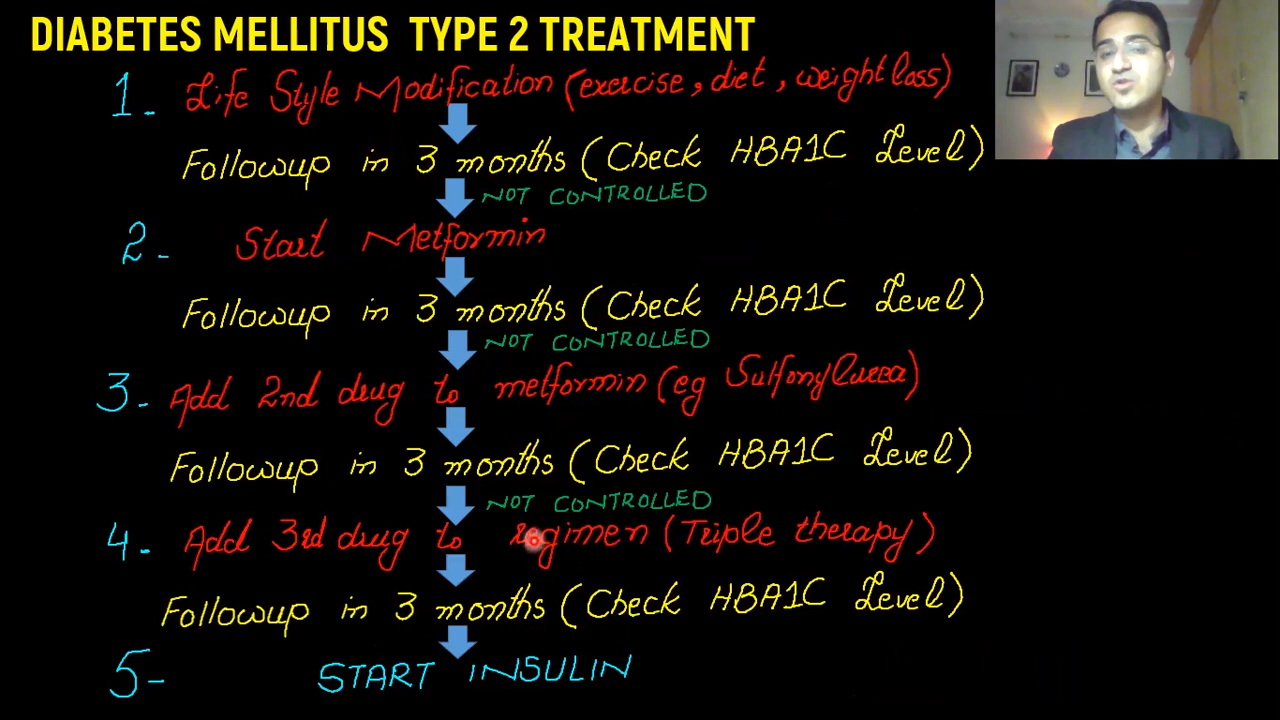 DIABETES MELLITUS TYPE 2 TREATMENT
1- Life Style Modification (exercise, diet, weight loss)
Followup in 3 months (Check HBA1C Level)
NOT CONTROLLED
2- Start Metformin
Followup in 3 months (Check HBA1C Level)
NOT CONTROLLED
3- Add 2nd drug to metformin (eg Sulfonylurea)
Followup in 3 months (Check HBA1C Level)
NOT CONTROLLED
4- Add 3rd drug to regimen (Triple therapy)
Followup in 3 months (Check HBA1C Level)
5- START INSULIN